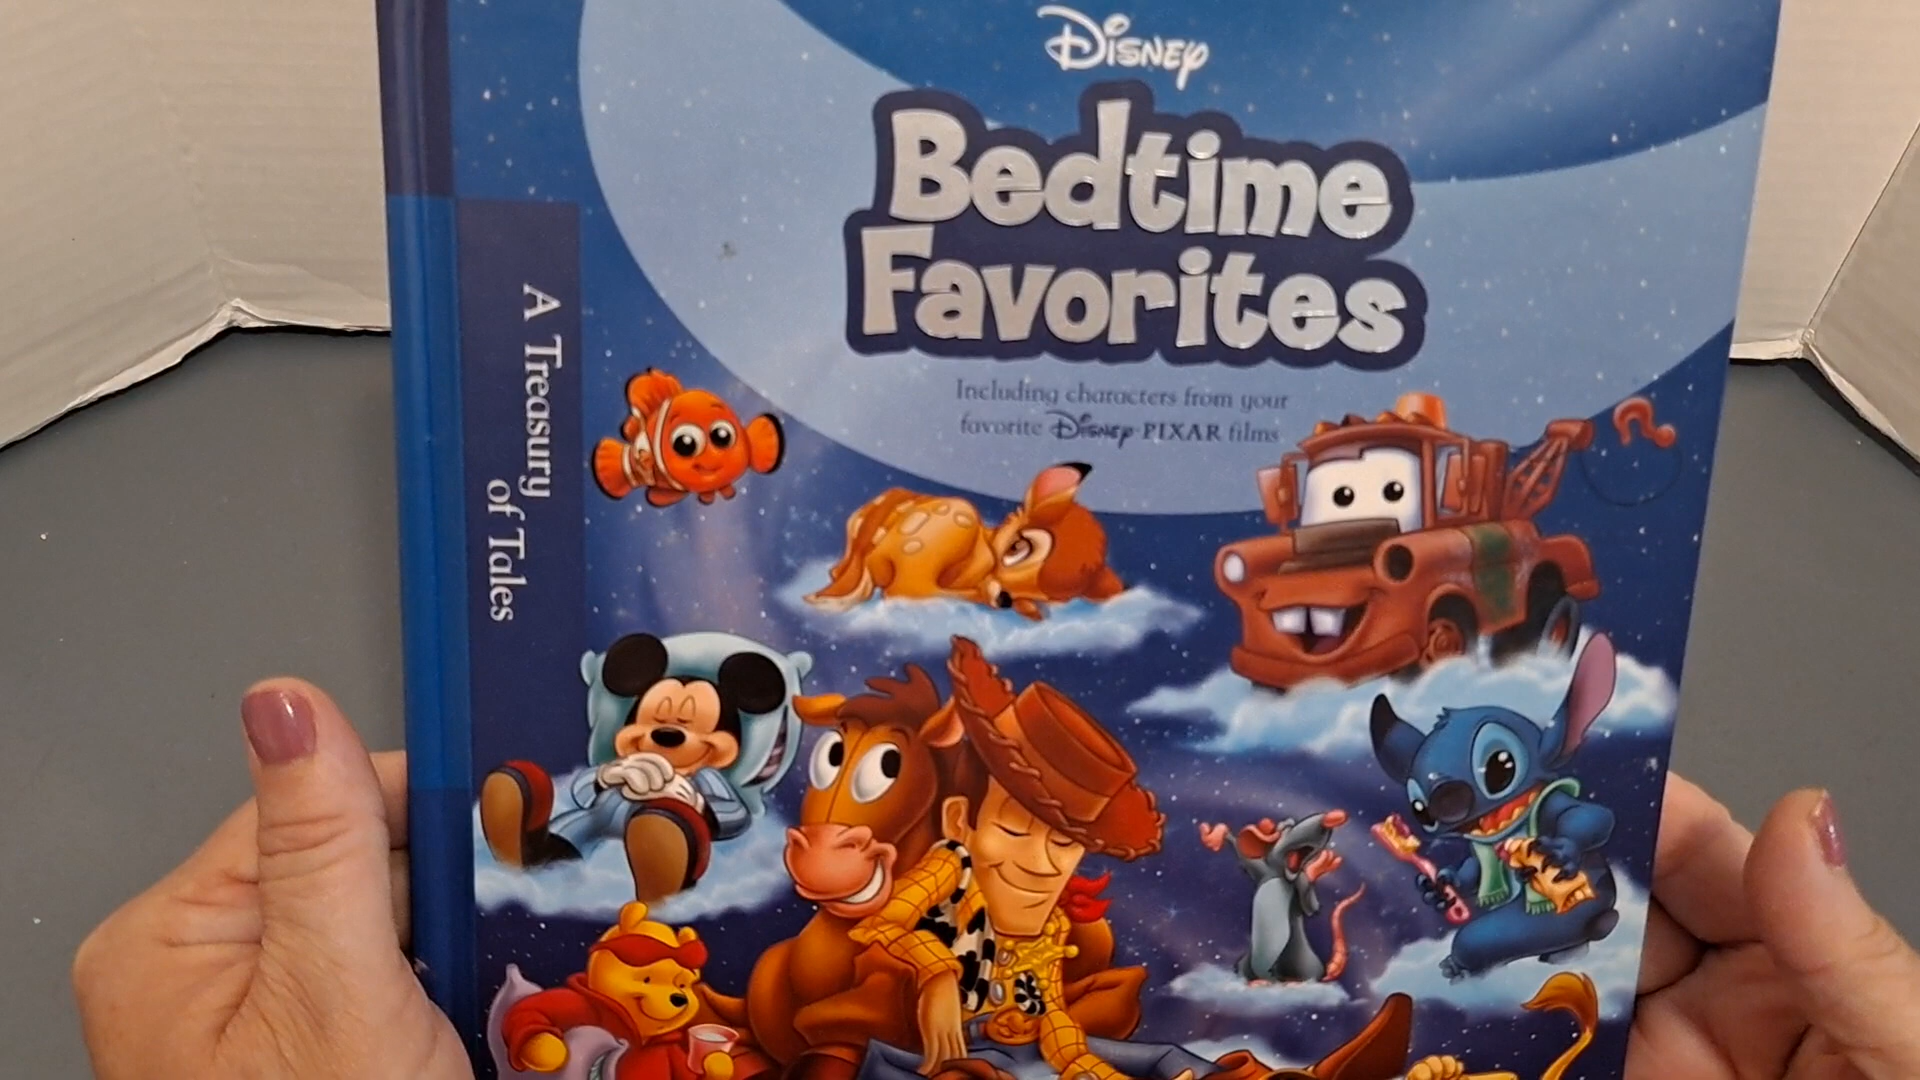 Disney
Bedtime
Favorites
Including characters from your
favorite Disney·PIXAR films
A Treasury
of Tales